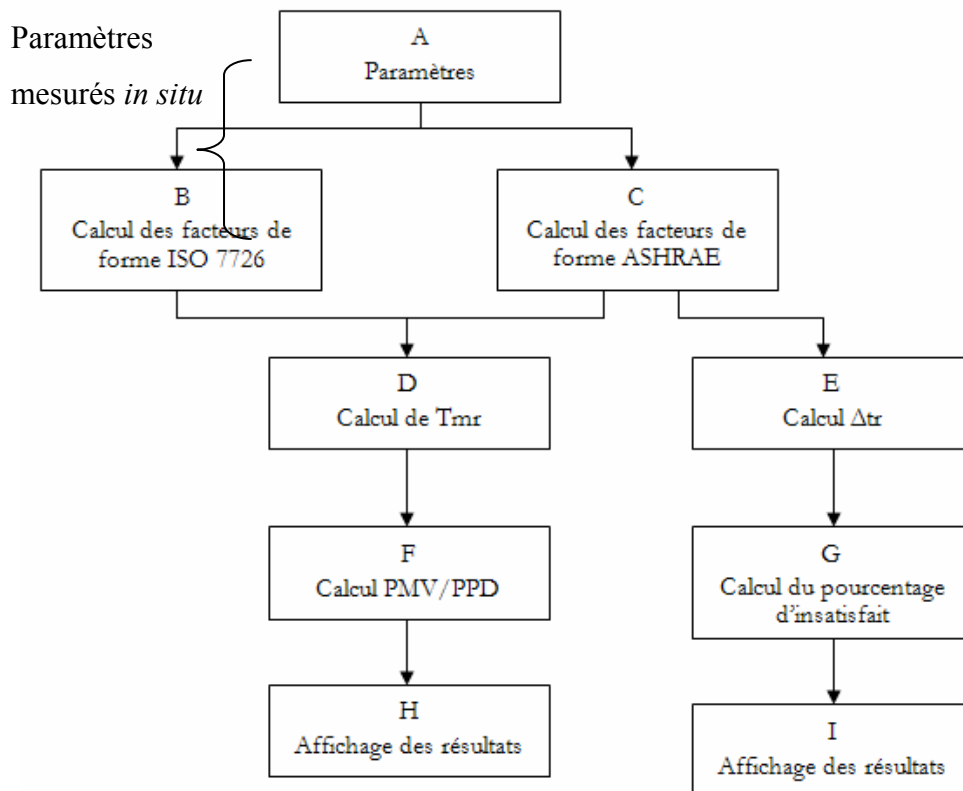 Paramètres
mesurés in situ
A
Paramètres
B
Calcul des facteurs de
forme ISO 7726
C
Calcul des facteurs de
forme ASHRAE
D
Calcul de Tmr
E
Calcul Δtr
F
Calcul PMV/PPD
G
Calcul du pourcentage
d'insatisfait
H
Affichage des résultats
I
Affichage des résultats